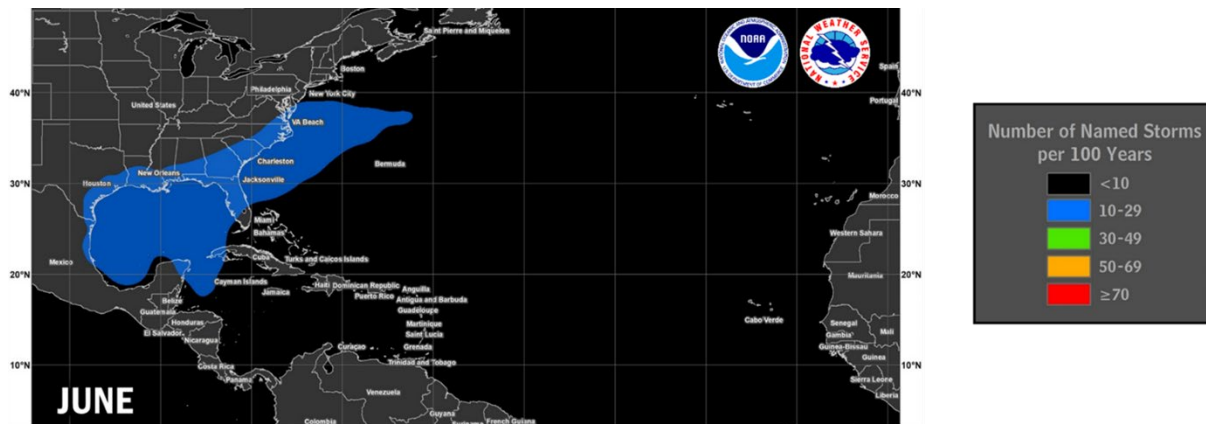 Saint Pierre and Miquelon
Boston
NOAA
NATIONAL WEATHER SERVICE
Spain
40°N
Philadelphia
New York City
40°N
United States
Portugal
VA Beach
Charleston
Bermuda
New Orleans
Houston
Jacksonville
30°N
30°N
Morocco
Miami
Bahamas
Western Sahara
Mexico
Cuba
Turks and Caicos Islands
20°N
20°N
Mauritania
Cayman Islands
Haiti
Dominican Republic
Jamaica
Puerto Rico
Anguilla
Antigua and Barbuda
Belize
Guadeloupe
Guatemala
Honduras
Martinique
Cabo Verde
Senegal
El Salvador
Saint Lucia
Gambia
Mali
Nicaragua
Curaçao
Grenada
Guinea-Bissau
Guinea
10°N
Trinidad and Tobago
10°N
Costa Rica
Panama
Sierra Leone
Venezuela
Liberia
JUNE
Guyana
Colombia
Suriname
French Guiana
Number of Named Storms
per 100 Years
<10
10-29
30-49
50-69
≥70